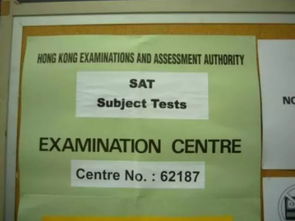 HONG KONG EXAMINATIONS AND ASSESSMENT AUTHORITY
SAT
Subject Tests
EXAMINATION CENTRE
Centre No. : 62187